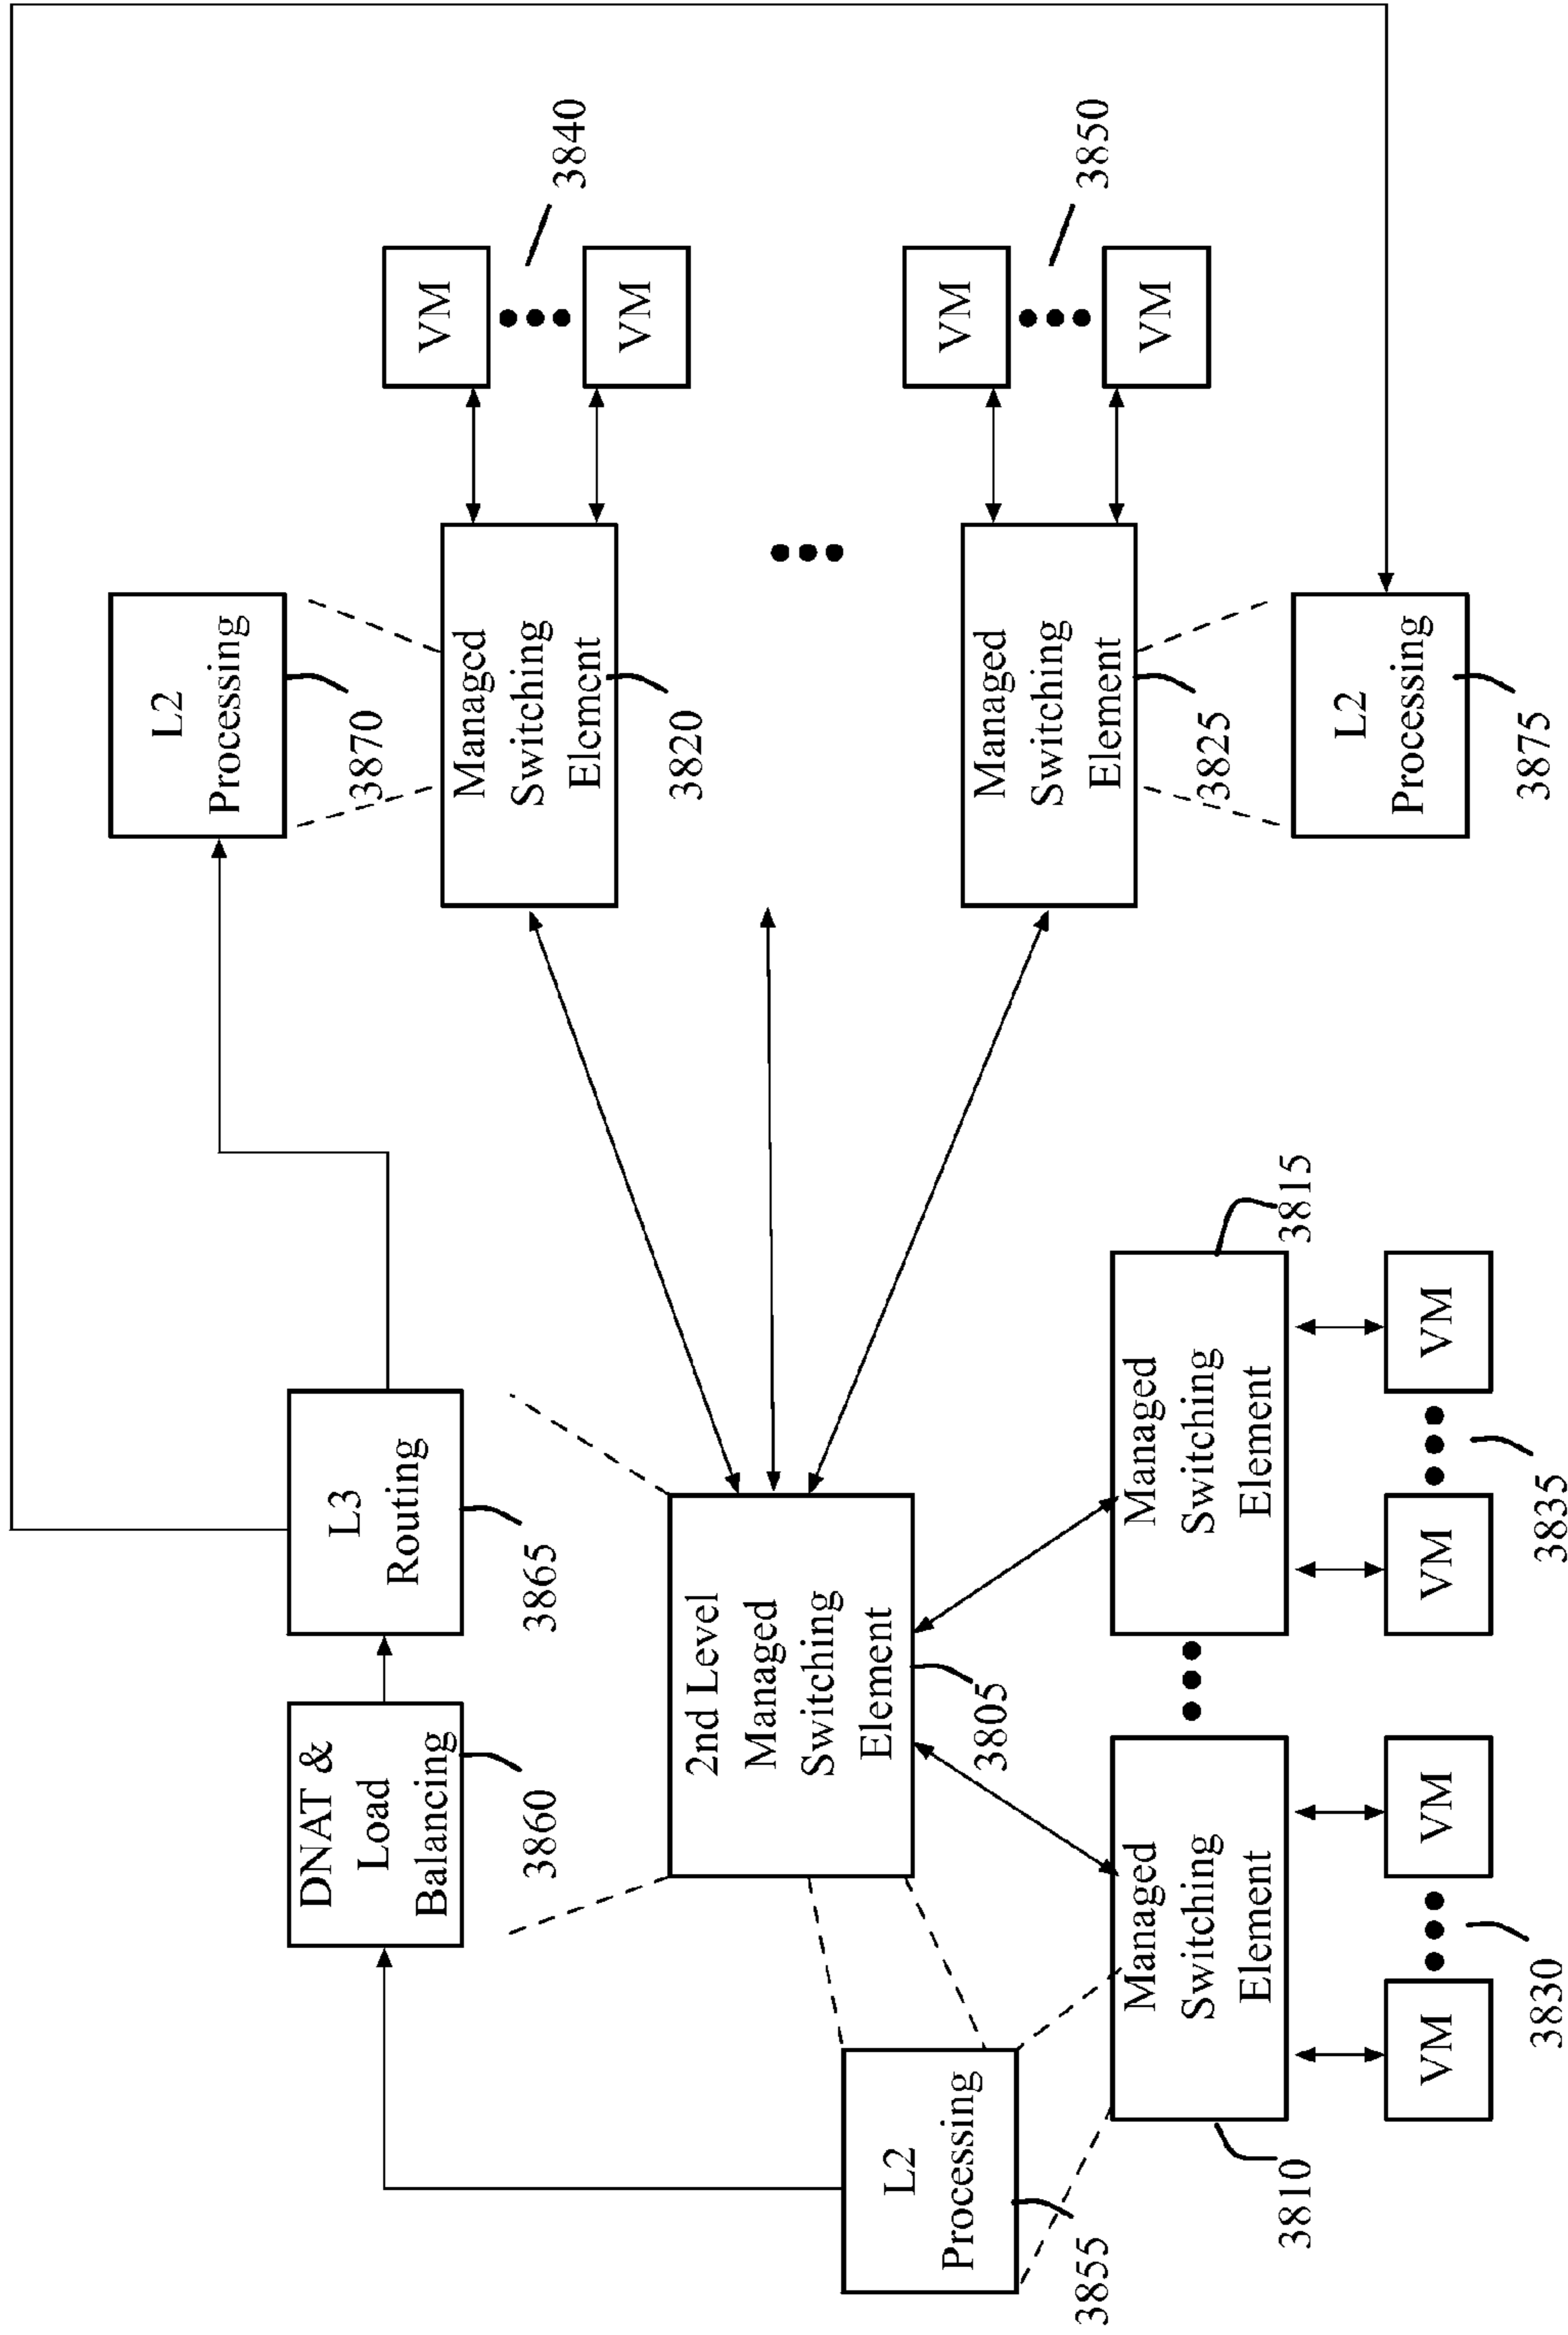 L2
Processing
3870
DNAT &
Load
Balancing
3860
L3
Routing
3865
Managed
Switching
Element
3820
VM
VM
3840
2nd Level
Managed
Switching
Element
3805
L2
Processing
3855
Managed
Switching
Element
3825
VM
VM
3850
Managed
Switching
Element
3810
Managed
Switching
Element
3815
L2
Processing
3875
VM
VM
3830
VM
VM
3835